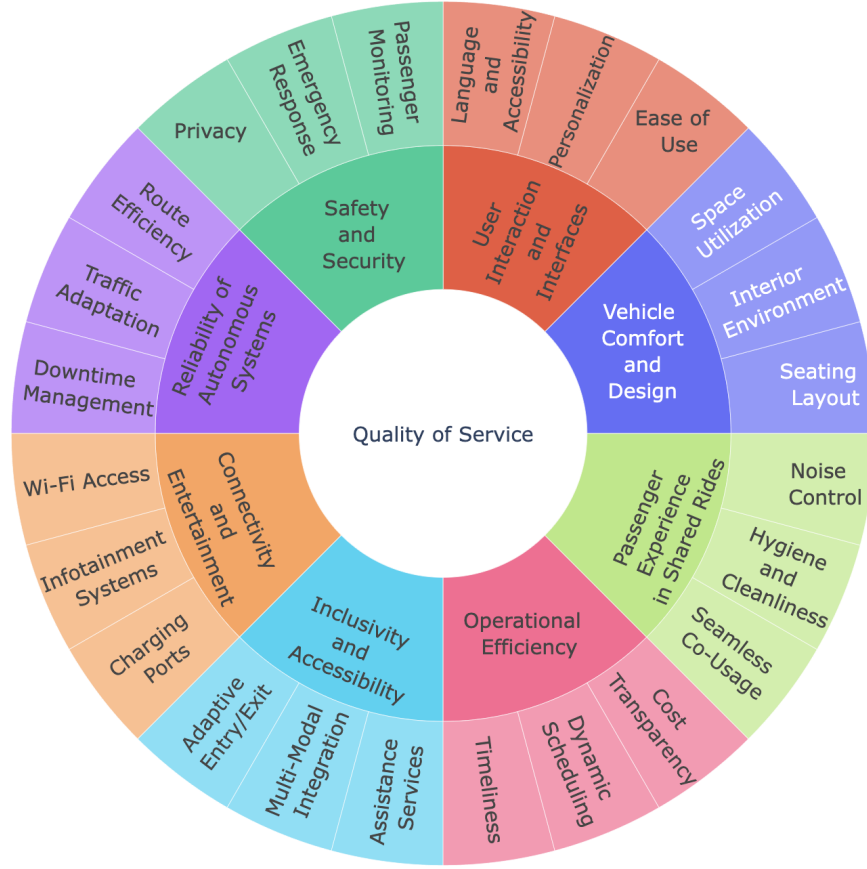 Quality of Service
Vehicle
Comfort
and
Design
Space
Utilization
Interior
Environment
Seating
Layout
User
Interaction
and
Interfaces
Language
and
Accessibility
Personalization
Ease of
Use
Safety
and
Security
Privacy
Emergency
Response
Passenger
Monitoring
Reliability of
Autonomous
Systems
Route
Efficiency
Traffic
Adaptation
Downtime
Management
Connectivity
and
Entertainment
Wi-Fi Access
Infotainment
Systems
Charging
Ports
Inclusivity
and
Accessibility
Adaptive
Entry/Exit
Multi-Modal
Integration
Assistance
Services
Operational
Efficiency
Timeliness
Dynamic
Scheduling
Cost
Transparency
Passenger
Experience
in Shared Rides
Noise
Control
Hygiene
and
Cleanliness
Seamless
Co-Usage